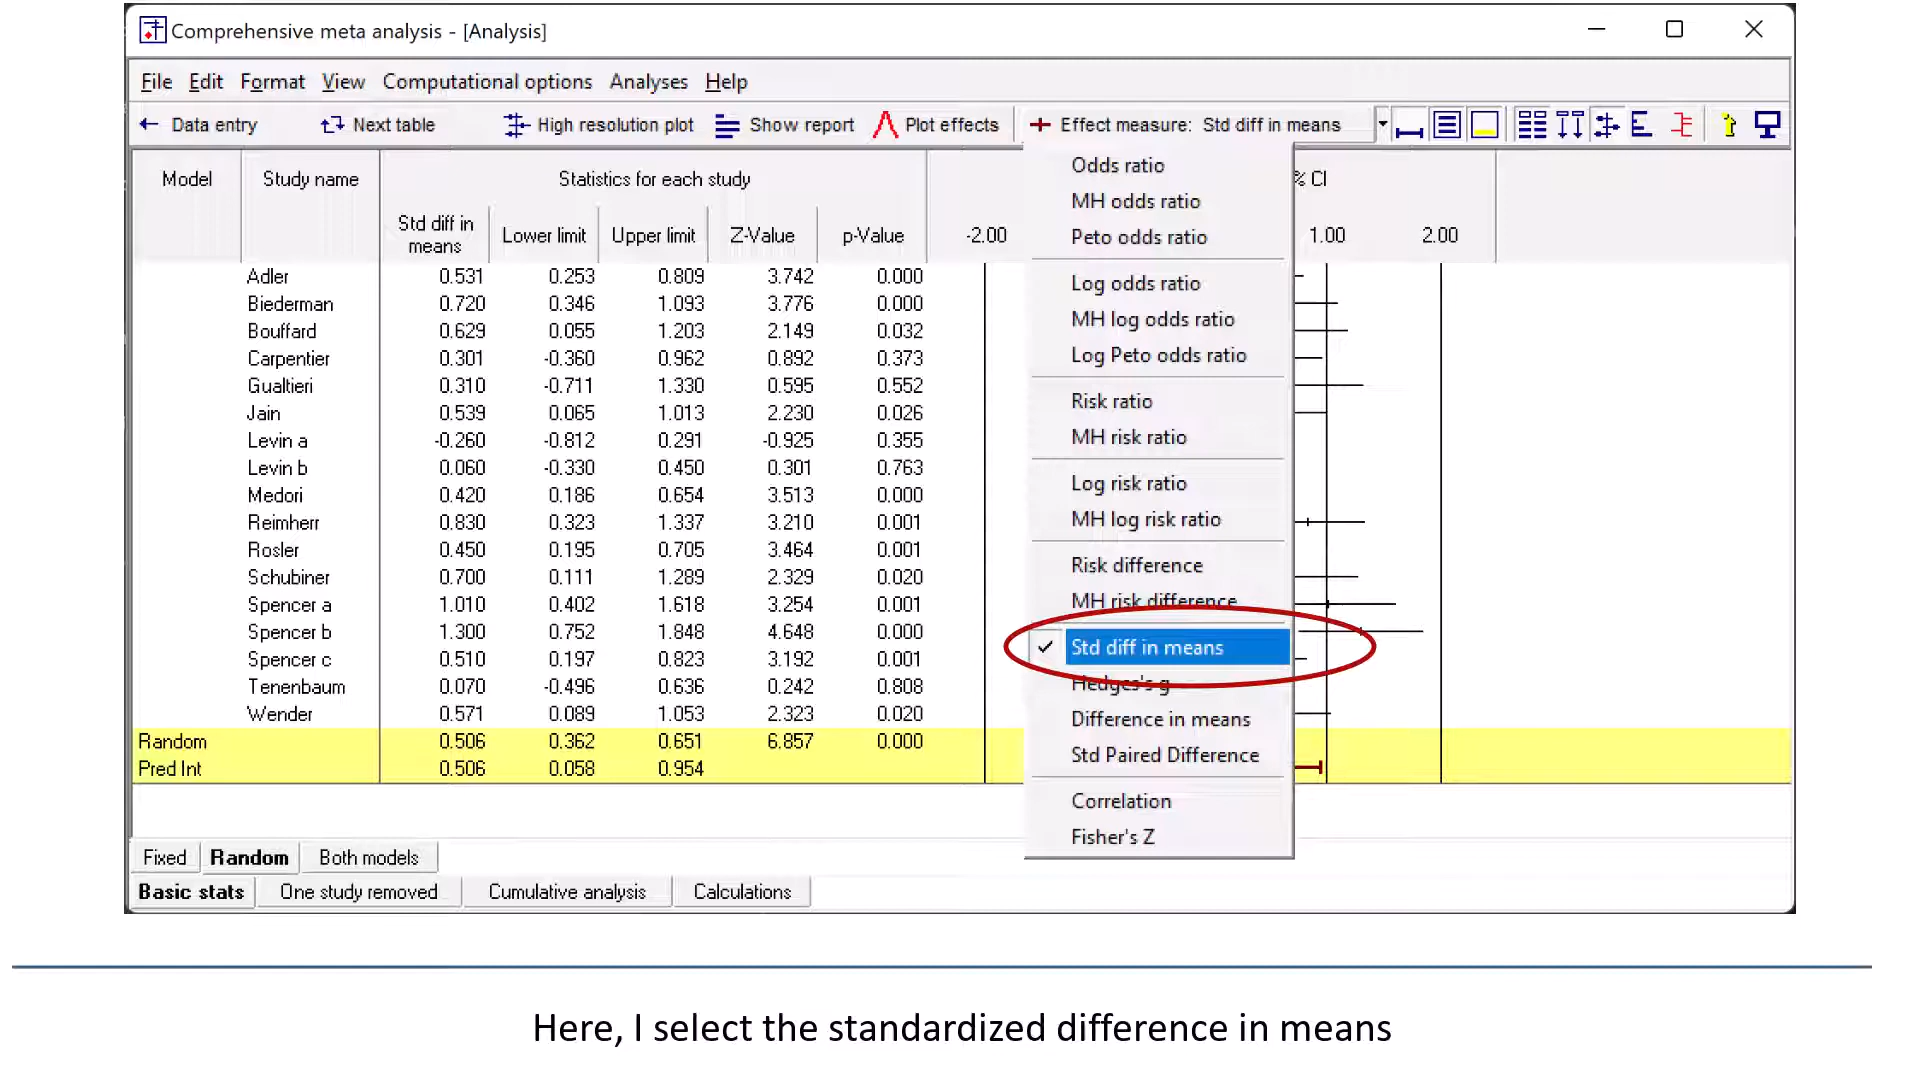 Comprehensive meta analysis - [Analysis]
File Edit Format View Computational options Analyses Help
Data entry Next table High resolution plot Show report Plot effects Effect measure: Std diff in means
Model Study name Statistics for each study % CI
Std diff in means Lower limit Upper limit Z-Value p-Value -2.00 1.00 2.00
Adler 0.531 0.253 0.809 3.742 0.000
Biederman 0.720 0.346 1.093 3.776 0.000
Bouffard 0.629 0.055 1.203 2.149 0.032
Carpentier 0.301 -0.360 0.962 0.892 0.373
Gualtieri 0.310 -0.711 1.330 0.595 0.552
Jain 0.539 0.065 1.013 2.230 0.026
Levin a -0.260 -0.812 0.291 -0.925 0.355
Levin b 0.060 -0.330 0.450 0.301 0.763
Medori 0.420 0.186 0.654 3.513 0.000
Reimherr 0.830 0.323 1.337 3.210 0.001
Rosler 0.450 0.195 0.705 3.464 0.001
Schubiner 0.700 0.111 1.289 2.329 0.020
Spencer a 1.010 0.402 1.618 3.254 0.001
Spencer b 1.300 0.752 1.848 4.648 0.000
Spencer c 0.510 0.197 0.823 3.192 0.001
Tenenbaum 0.070 -0.496 0.636 0.242 0.808
Wender 0.571 0.089 1.053 2.323 0.020
Random 0.506 0.362 0.651 6.857 0.000
Pred Int 0.506 0.058 0.954
Odds ratio
MH odds ratio
Peto odds ratio
Log odds ratio
MH log odds ratio
Log Peto odds ratio
Risk ratio
MH risk ratio
Log risk ratio
MH log risk ratio
Risk difference
MH risk difference
Std diff in means
Hedges's g
Difference in means
Std Paired Difference
Correlation
Fisher's Z
Fixed Random Both models
Basic stats One study removed Cumulative analysis Calculations
Here, I select the standardized difference in means